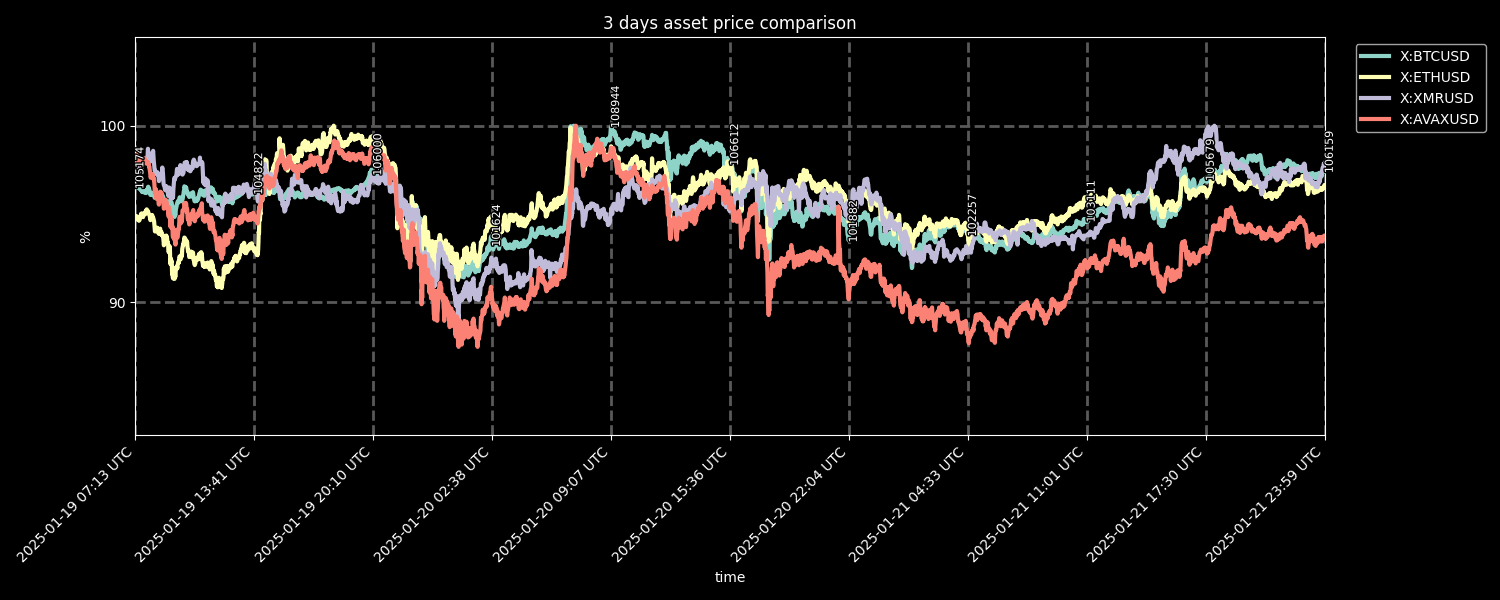 3 days asset price comparison
X:BTCUSD
X:ETHUSD
X:XMRUSD
X:AVAXUSD
100
90
%
105174
104822
106000
101624
108944
106612
101882
102257
103011
105679
106159
2025-01-19 07:13 UTC
2025-01-19 13:41 UTC
2025-01-19 20:10 UTC
2025-01-20 02:38 UTC
2025-01-20 09:07 UTC
2025-01-20 15:36 UTC
2025-01-20 22:04 UTC
2025-01-21 04:33 UTC
2025-01-21 11:01 UTC
2025-01-21 17:30 UTC
2025-01-21 23:59 UTC
time